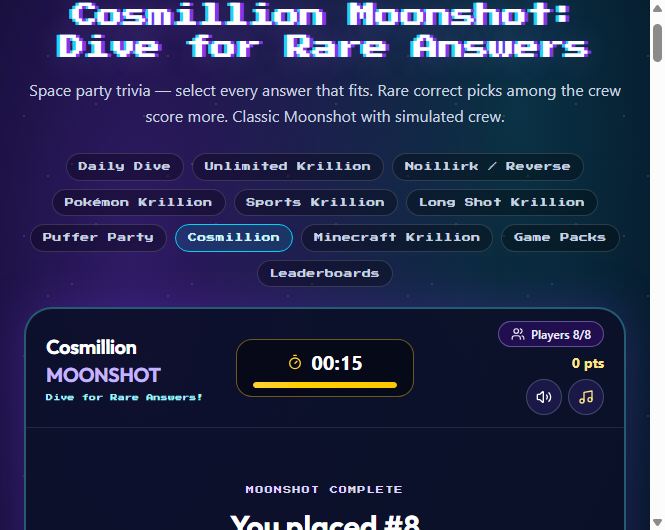 Cosmillion Moonshot:
Dive for Rare Answers
Space party trivia — select every answer that fits. Rare correct picks among the crew
score more. Classic Moonshot with simulated crew.
Daily Dive
Unlimited Krillion
Noillirk / Reverse
Pokémon Krillion
Sports Krillion
Long Shot Krillion
Puffer Party
Cosmillion
Minecraft Krillion
Game Packs
Leaderboards
Cosmillion
MOONSHOT
Dive for Rare Answers!
00:15
Players 8/8
0 pts
MOONSHOT COMPLETE
You placed #8